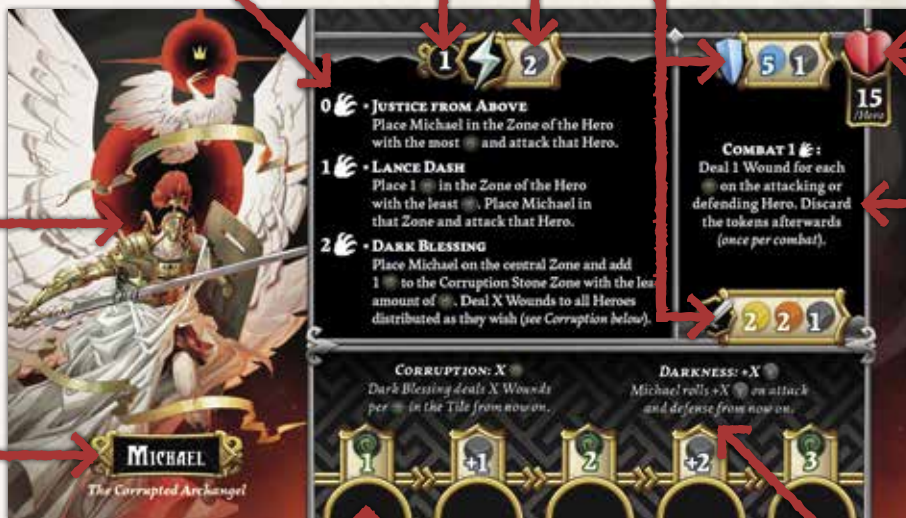 1 2
5 1
15
/Hero
0 • Justice from Above
Place Michael in the Zone of the Hero
with the most and attack that Hero.
1 • Lance Dash
Place 1 in the Zone of the Hero
with the least . Place Michael in
that Zone and attack that Hero.
2 • Dark Blessing
Place Michael on the central Zone and add
1 to the Corruption Stone Zone with the
amount of . Deal X Wounds to all Heroes
distributed as they wish (see Corruption below).
Combat 1 :
Deal 1 Wound for each
on the attacking or
defending Hero. Discard
the tokens afterwards
(once per combat).
2 2 1
Corruption: X
Dark Blessing deals X Wounds
per in the Tile from now on.
Darkness: +X
Michael rolls +X on attack
and defense from now on.
1 +1 2 +2 3
Michael
The Corrupted Archangel